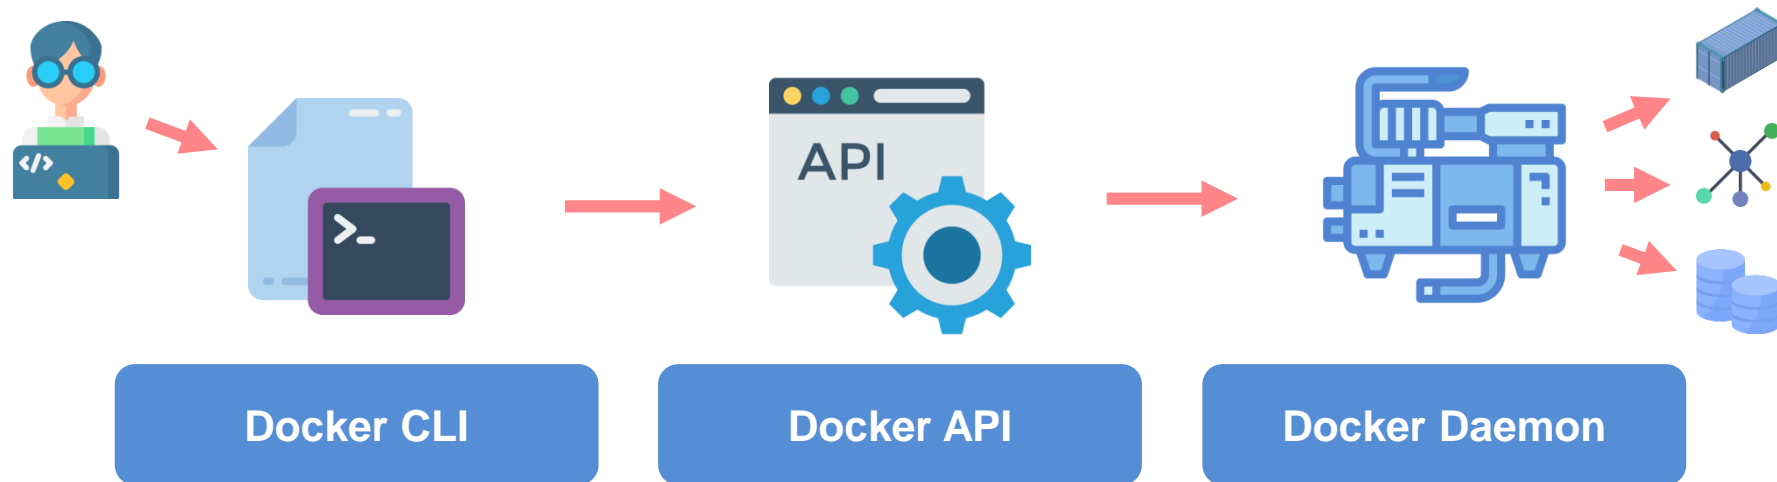 </>
>_
API
Docker CLI
Docker API
Docker Daemon